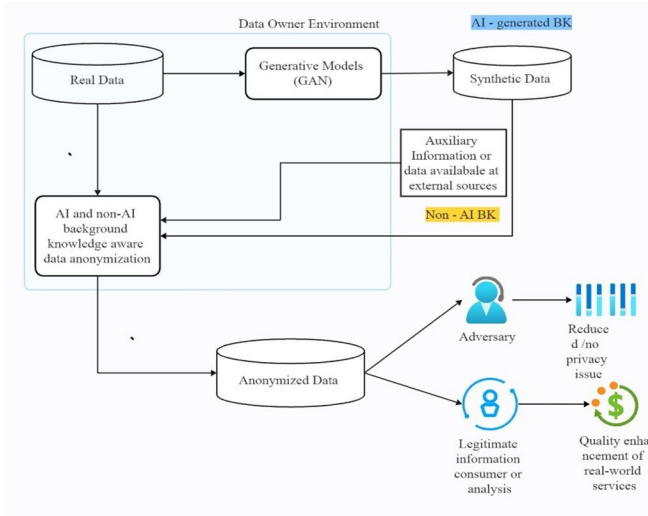 Data Owner Environment
AI - generated BK
Real Data
Generative Models
(GAN)
Synthetic Data
Auxiliary
Information or
data availabale at
external sources
AI and non-AI
background
knowledge aware
data anonymization
Non - AI BK
Adversary
Reduce
d /no
privacy
issue
Anonymized Data
Legitimate
information
consumer or
analysis
Quality enha
ncement of
real-world
services